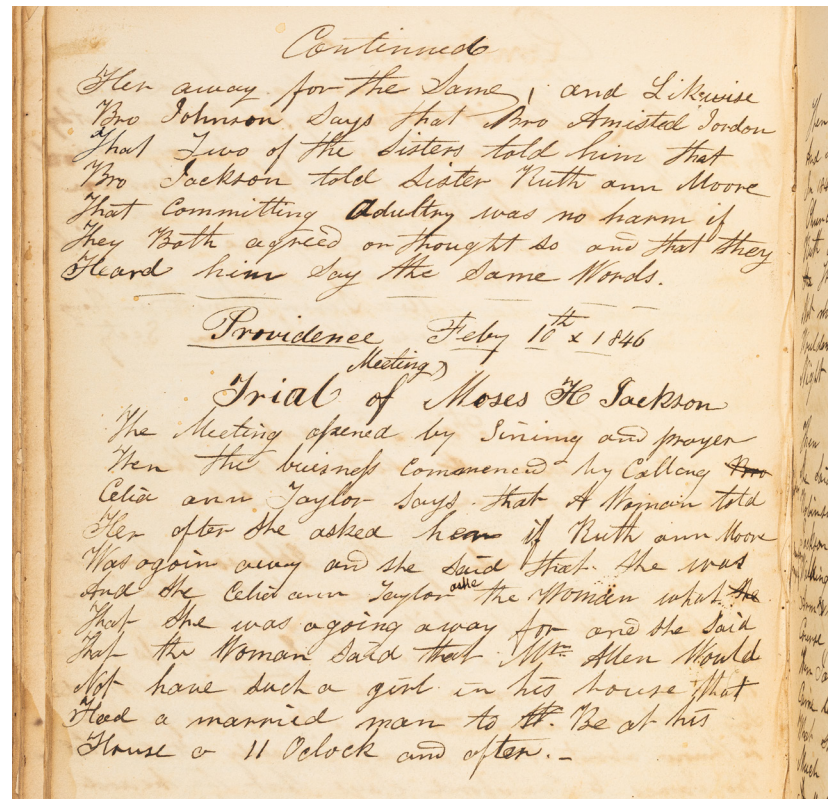 Continued
Her away for the Same, and Likewise
Bro Johnson Says that Bro Amisted Jordon
That Two of the Sisters told him that
Bro Jackson told Sister Ruth ann Moore
That Committing Adultry was no harm if
They Both agreed or thought so and that they
Heard him Say the Same Words.
Providence Feby 10th x 1846
Meeting
Trial of Moses H Jackson
The Meeting opened by Sining and prayer
Then the buisness Commenced by Calling Bro
Celia ann Taylor Says that A Woman told
Her after She asked her if Ruth ann Moore
Was agoin away and she Said that She was
And She Celia ann Taylor aske the Woman what the
That She was agoing away for and she Said
That the Woman Said that Mrs Allen Would
Not have Such a girl in his house that
Had a married man to Be at his
House a 11 Oclock and after. -